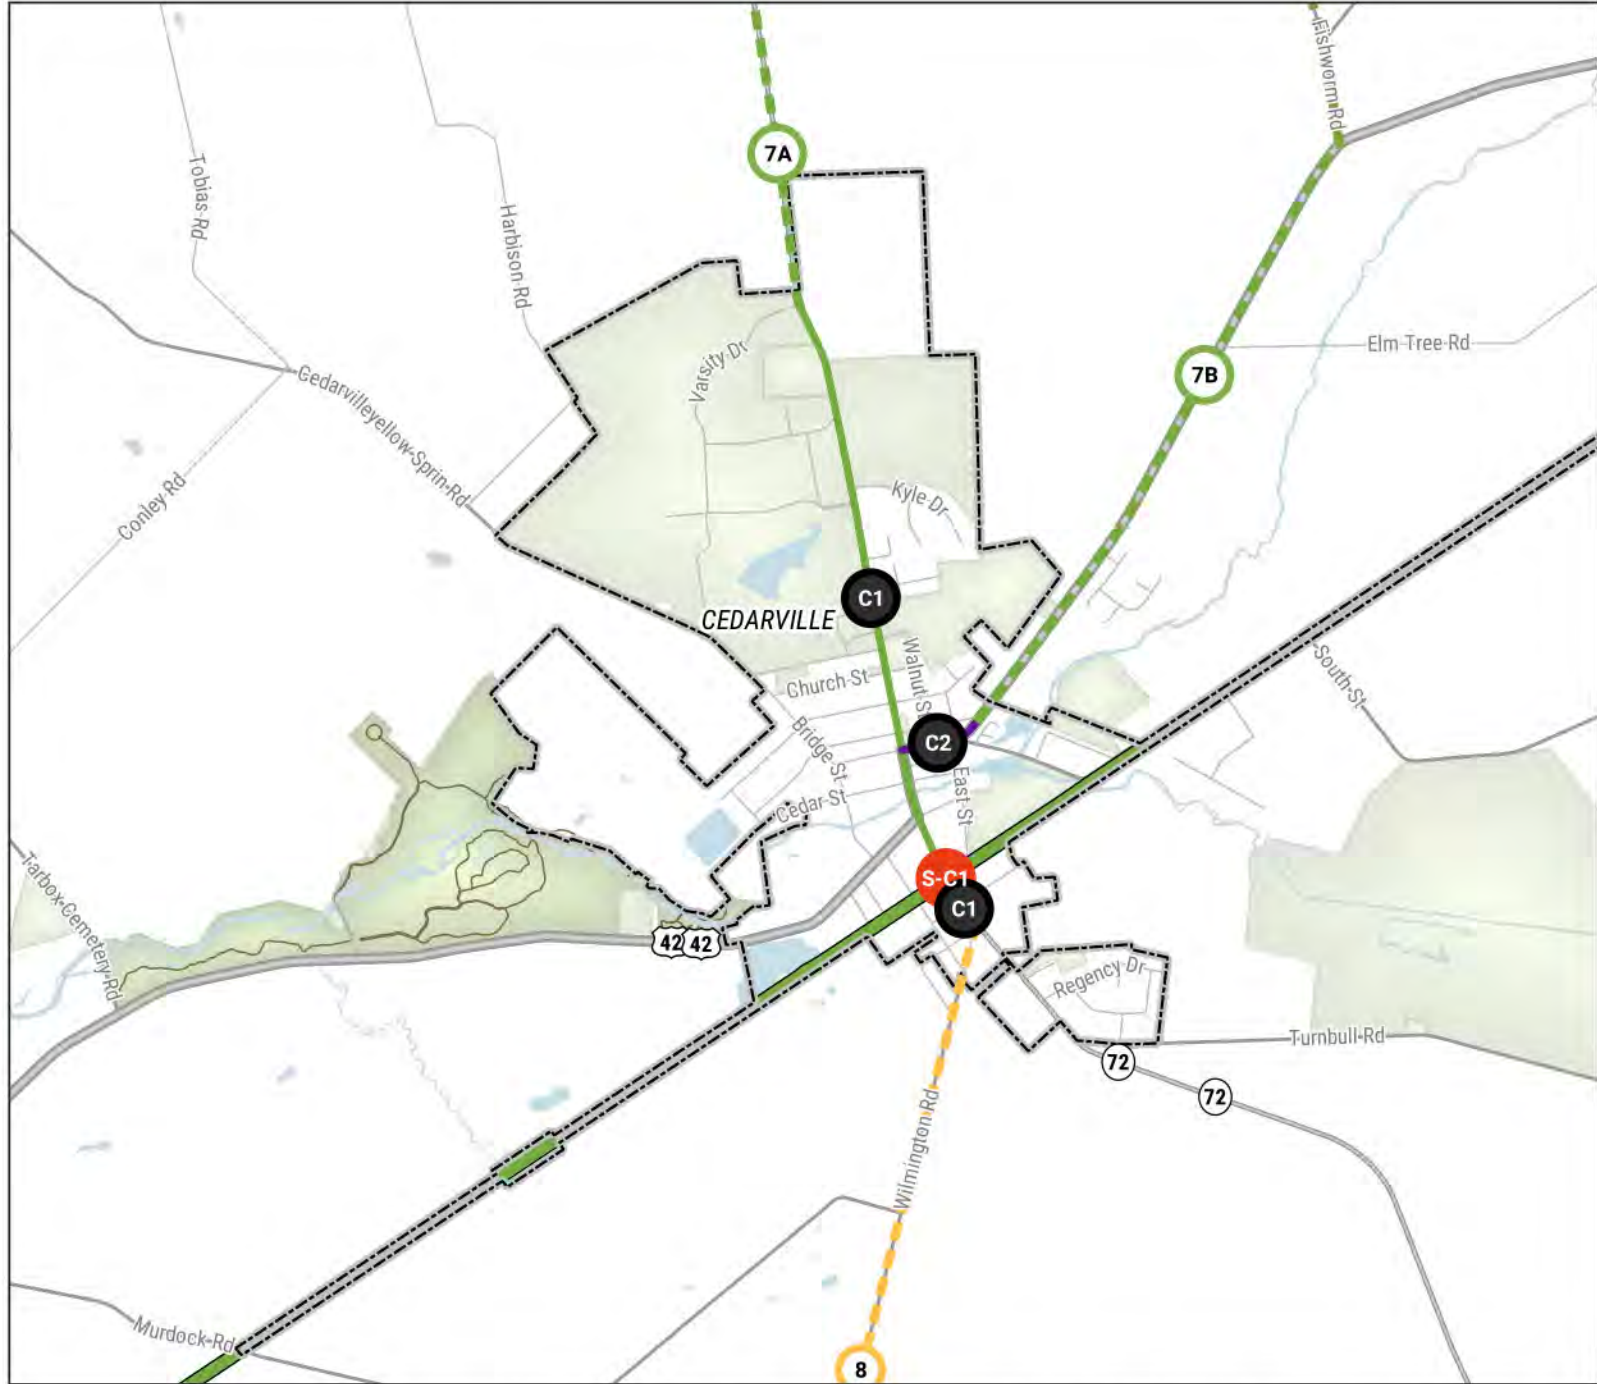 Fishworm Rd
7A
Tobias Rd
Harbison Rd
Elm Tree Rd
Varsity Dr
7B
Cedarvilleyellow-Sprin-Rd
Conley Rd
Kyle Dr
C1
CEDARVILLE
Walnut St
Church St
South St
C2
Bridge St
East St
Cedar St
S-C1
C1
Tarbox-Cemetery-Rd
42
42
Regency Dr
Turnbull Rd
72
72
Wilmington Rd
Murdock Rd
8